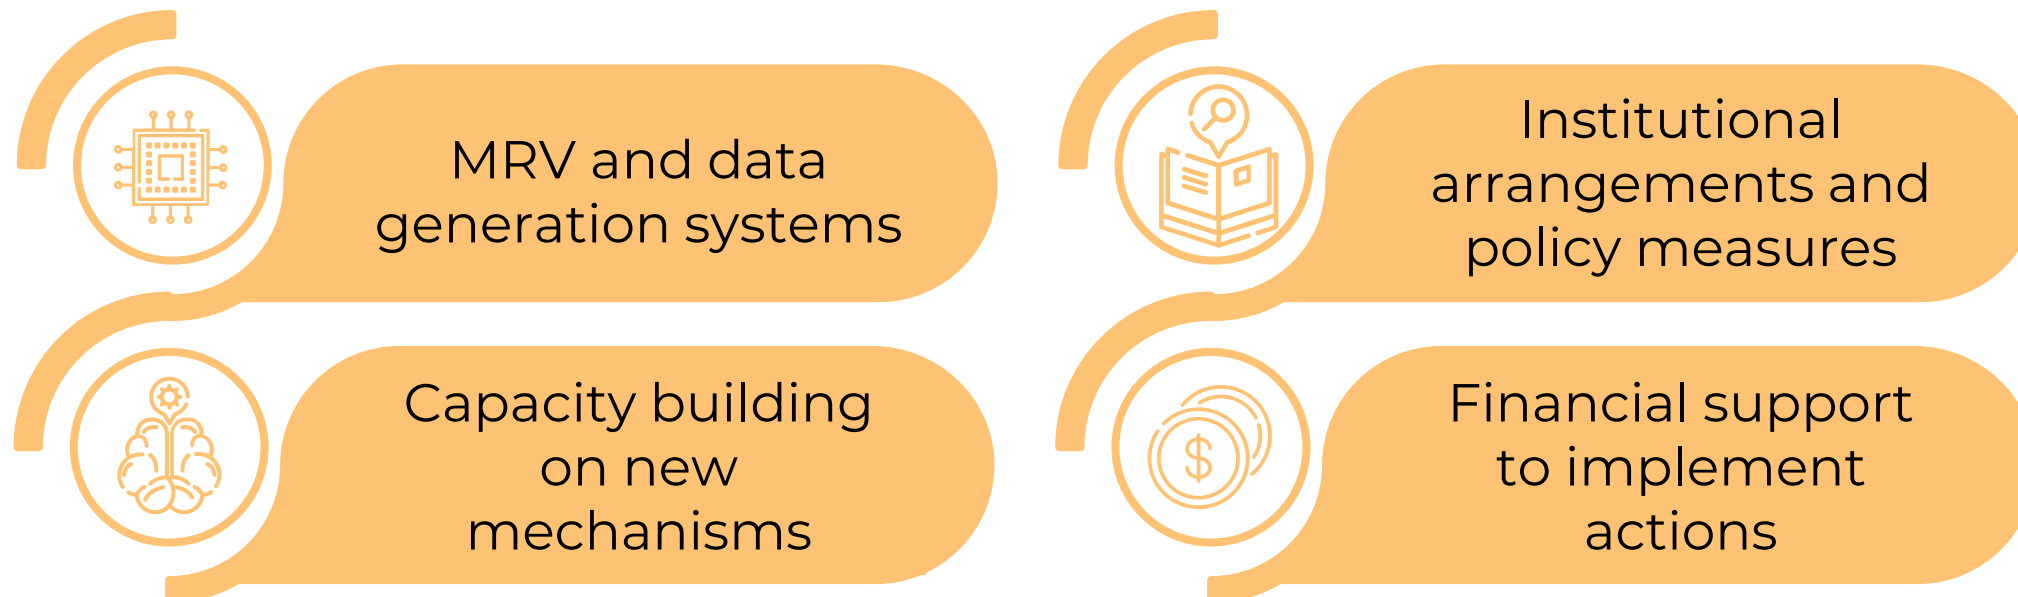 MRV and data
generation systems
Institutional
arrangements and
policy measures
Capacity building
on new
mechanisms
Financial support
to implement
actions
$